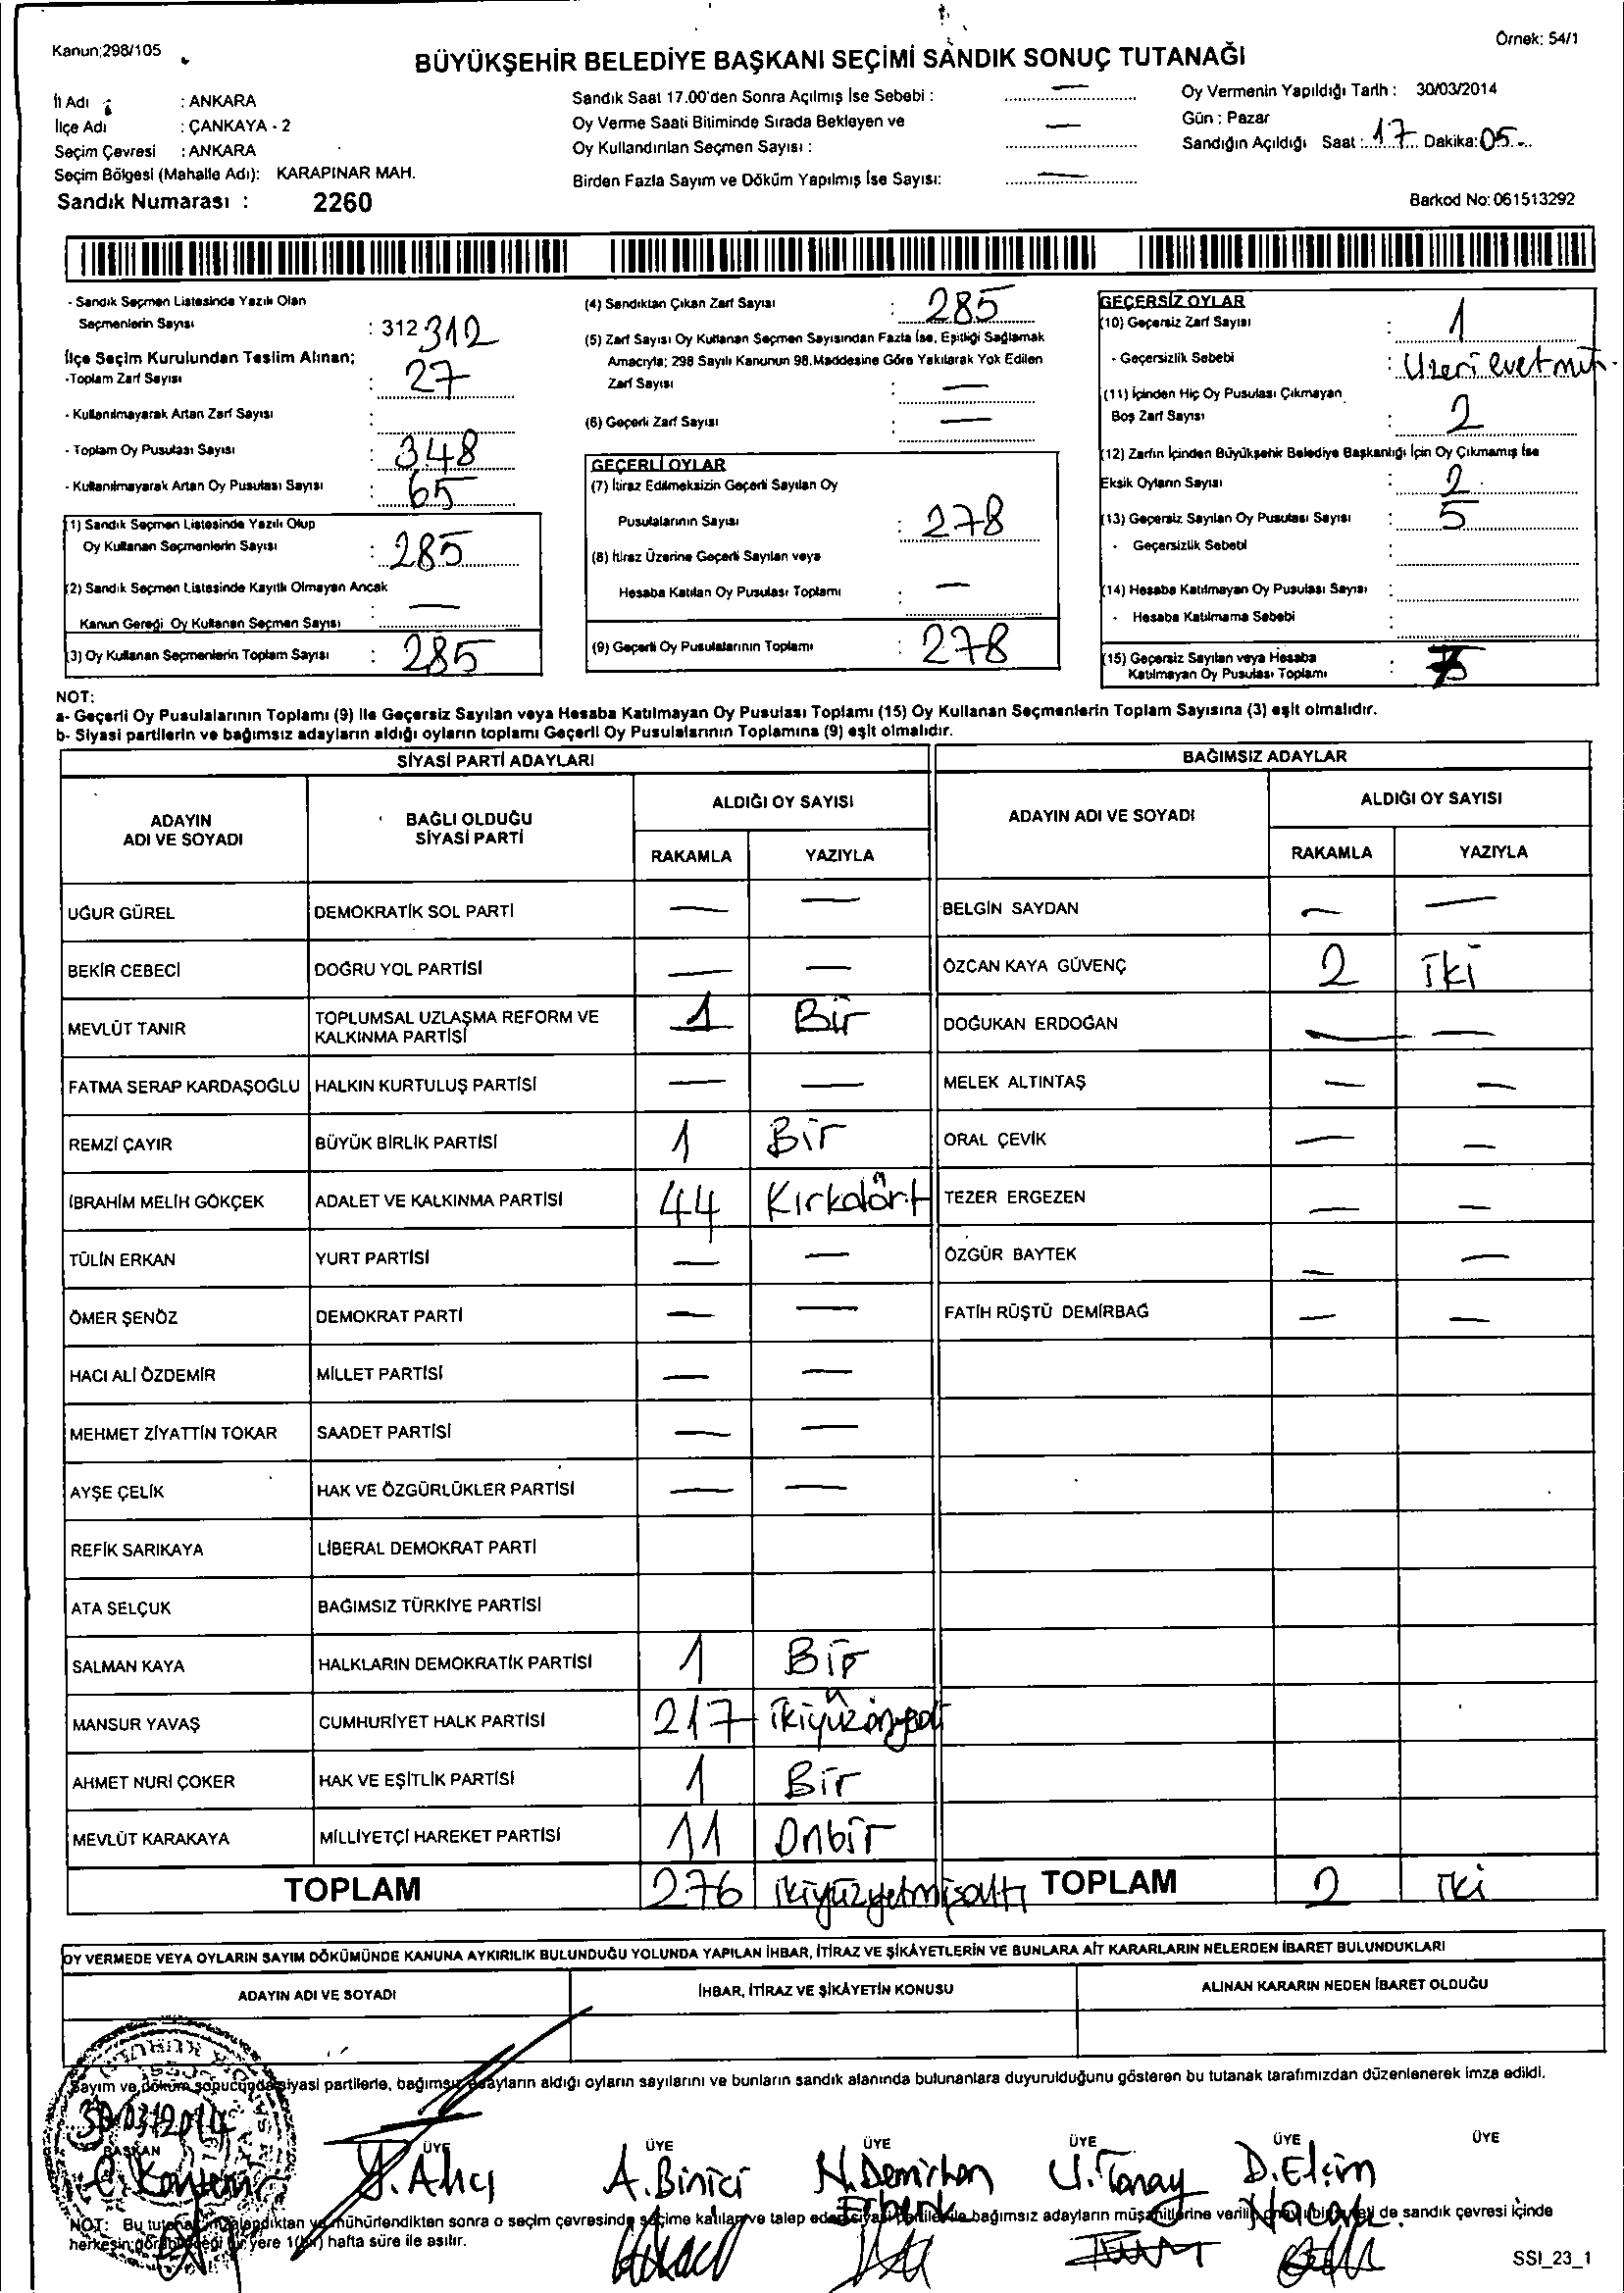 Kanun;298/105
Örnek: 54/1
BÜYÜKŞEHİR BELEDİYE BAŞKANI SEÇİMİ SANDIK SONUÇ TUTANAĞI
İl Adı : ANKARA
İlçe Adı : ÇANKAYA - 2
Seçim Çevresi : ANKARA
Seçim Bölgesi (Mahalle Adı): KARAPINAR MAH.
Sandık Numarası : 2260
Sandık Saat 17.00'den Sonra Açılmış İse Sebebi : —
Oy Verme Saati Bitiminde Sırada Bekleyen ve
Oy Kullandırılan Seçmen Sayısı : —
Birden Fazla Sayım ve Döküm Yapılmış İse Sayısı: —
Oy Vermenin Yapıldığı Tarih : 30/03/2014
Gün : Pazar
Sandığın Açıldığı Saat : 17 Dakika: 05
Barkod No: 061513292
- Sandık Seçmen Listesinde Yazılı Olan
Seçmenlerin Sayısı : 312 312
İlçe Seçim Kurulundan Teslim Alınan;
-Toplam Zarf Sayısı : 27
- Kullanılmayarak Artan Zarf Sayısı :
- Toplam Oy Pusulası Sayısı : 348
- Kullanılmayarak Artan Oy Pusulası Sayısı : 65
(1) Sandık Seçmen Listesinde Yazılı Olup
Oy Kullanan Seçmenlerin Sayısı : 285
(2) Sandık Seçmen Listesinde Kayıtlı Olmayan Ancak
Kanun Gereği Oy Kullanan Seçmen Sayısı : —
(3) Oy Kullanan Seçmenlerin Toplam Sayısı : 285
(4) Sandıktan Çıkan Zarf Sayısı : 285
(5) Zarf Sayısı Oy Kullanan Seçmen Sayısından Fazla İse, Eşitliği Sağlamak
Amacıyla; 298 Sayılı Kanunun 98.Maddesine Göre Yakılarak Yok Edilen
Zarf Sayısı : —
(6) Geçerli Zarf Sayısı : —
GEÇERLİ OYLAR
(7) İtiraz Edilmeksizin Geçerli Sayılan Oy
Pusulalarının Sayısı : 278
(8) İtiraz Üzerine Geçerli Sayılan veya
Hesaba Katılan Oy Pusulası Toplamı : —
(9) Geçerli Oy Pusulalarının Toplamı : 278
GEÇERSİZ OYLAR
(10) Geçersiz Zarf Sayısı : 1
- Geçersizlik Sebebi : Üzeri evet
(11) İçinden Hiç Oy Pusulası Çıkmayan
Boş Zarf Sayısı : 2
(12) Zarfın İçinden Büyükşehir Belediye Başkanlığı İçin Oy Çıkmamış İse
Eksik Oyların Sayısı : 2
(13) Geçersiz Sayılan Oy Pusulası Sayısı : 5
- Geçersizlik Sebebi :
(14) Hesaba Katılmayan Oy Pusulası Sayısı :
- Hesaba Katılmama Sebebi :
(15) Geçersiz Sayılan veya Hesaba
Katılmayan Oy Pusulası Toplamı :
NOT:
a- Geçerli Oy Pusulalarının Toplamı (9) ile Geçersiz Sayılan veya Hesaba Katılmayan Oy Pusulası Toplamı (15) Oy Kullanan Seçmenlerin Toplam Sayısına (3) eşit olmalıdır.
b- Siyasi partilerin ve bağımsız adayların aldığı oyların toplamı Geçerli Oy Pusulalarının Toplamına (9) eşit olmalıdır.
SİYASİ PARTİ ADAYLARI
ADAYIN ADI VE SOYADI BAĞLI OLDUĞU SİYASİ PARTİ ALDIĞI OY SAYISI
RAKAMLA YAZIYLA
UĞUR GÜREL DEMOKRATİK SOL PARTİ — —
BEKİR CEBECİ DOĞRU YOL PARTİSİ — —
MEVLÜT TANIR TOPLUMSAL UZLAŞMA REFORM VE KALKINMA PARTİSİ 1 Bir
FATMA SERAP KARDAŞOĞLU HALKIN KURTULUŞ PARTİSİ — —
REMZİ ÇAYIR BÜYÜK BİRLİK PARTİSİ 1 Bir
İBRAHİM MELİH GÖKÇEK ADALET VE KALKINMA PARTİSİ 44 Kırkdört
TÜLİN ERKAN YURT PARTİSİ — —
ÖMER ŞENÖZ DEMOKRAT PARTİ — —
HACI ALİ ÖZDEMİR MİLLET PARTİSİ — —
MEHMET ZİYATTİN TOKAR SAADET PARTİSİ — —
AYŞE ÇELİK HAK VE ÖZGÜRLÜKLER PARTİSİ — —
REFİK SARIKAYA LİBERAL DEMOKRAT PARTİ
ATA SELÇUK BAĞIMSIZ TÜRKİYE PARTİSİ
SALMAN KAYA HALKLARIN DEMOKRATİK PARTİSİ 1 Bir
MANSUR YAVAŞ CUMHURİYET HALK PARTİSİ 217 ikiyüzonyedi
AHMET NURİ ÇOKER HAK VE EŞİTLİK PARTİSİ 1 Bir
MEVLÜT KARAKAYA MİLLİYETÇİ HAREKET PARTİSİ 11 Onbir
TOPLAM 276 ikiyüzyetmişaltı
BAĞIMSIZ ADAYLAR
ADAYIN ADI VE SOYADI ALDIĞI OY SAYISI
RAKAMLA YAZIYLA
BELGİN SAYDAN — —
ÖZCAN KAYA GÜVENÇ 2 iki
DOĞUKAN ERDOĞAN — —
MELEK ALTINTAŞ — —
ORAL ÇEVİK — —
TEZER ERGEZEN — —
ÖZGÜR BAYTEK — —
FATİH RÜŞTÜ DEMİRBAĞ — —
TOPLAM 2 iki
OY VERMEDE VEYA OYLARIN SAYIM DÖKÜMÜNDE KANUNA AYKIRILIK BULUNDUĞU YOLUNDA YAPILAN İHBAR, İTİRAZ VE ŞİKÂYETLERİN VE BUNLARA AİT KARARLARIN NELERDEN İBARET BULUNDUKLARI
ADAYIN ADI VE SOYADI İHBAR, İTİRAZ VE ŞİKÂYETİN KONUSU ALINAN KARARIN NEDEN İBARET OLDUĞU
Sayım ve döküm sonucunda siyasi partilerle, bağımsız adayların aldığı oyların sayılarını ve bunların sandık alanında bulunanlara duyurulduğunu gösteren bu tutanak tarafımızdan düzenlenerek imza edildi.
30/03/2014
BAŞKAN ÜYE ÜYE ÜYE ÜYE ÜYE ÜYE
A. Binici N. Demirhan U. Tanay D. Elçin
NOT: Bu tutanak sonra o seçim çevresinde seçime katılan ve talep eden siyasi partilerle bağımsız adayların müşahitlerine de sandık çevresi içinde
herkesin görebileceği bir yere 1(bir) hafta süre ile asılır.
SSI_23_1